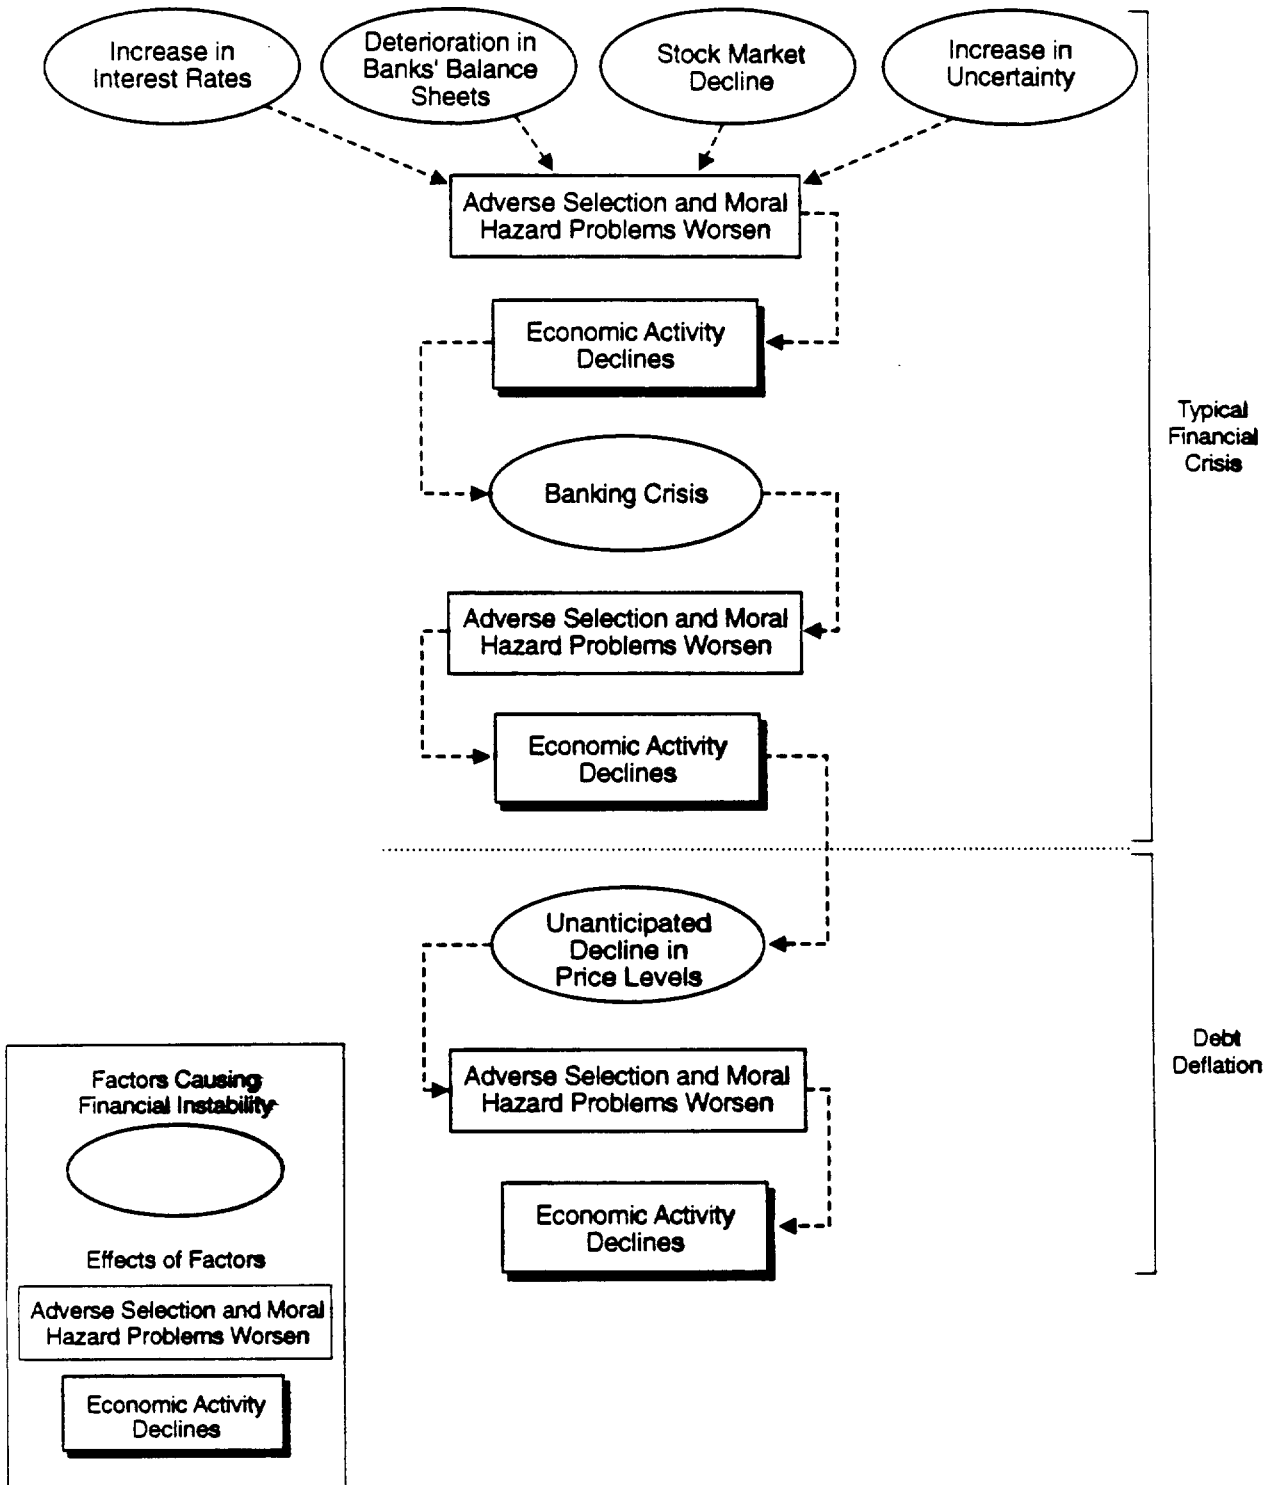 Increase in
Interest Rates
Deterioration in
Banks' Balance
Sheets
Stock Market
Decline
Increase in
Uncertainty
Adverse Selection and Moral
Hazard Problems Worsen
Economic Activity
Declines
Typical
Financial
Crisis
Banking Crisis
Adverse Selection and Moral
Hazard Problems Worsen
Economic Activity
Declines
Unanticipated
Decline in
Price Levels
Debt
Deflation
Adverse Selection and Moral
Hazard Problems Worsen
Economic Activity
Declines
Factors Causing
Financial Instability
Effects of Factors
Adverse Selection and Moral
Hazard Problems Worsen
Economic Activity
Declines